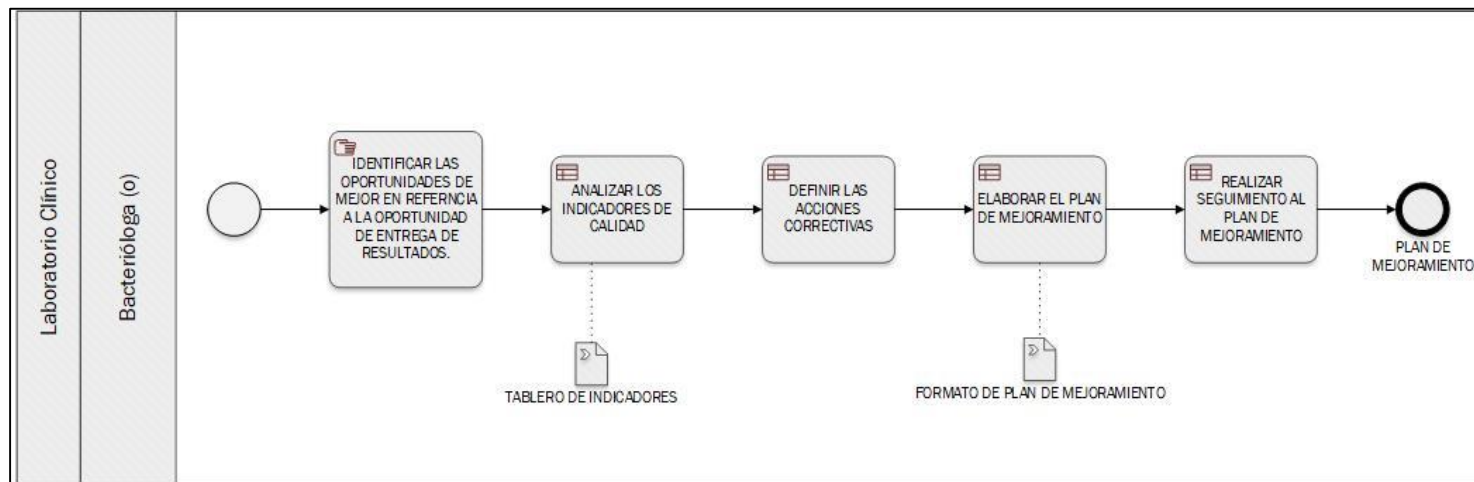 Laboratorio Clínico
Bacterióloga (o)
IDENTIFICAR LAS
OPORTUNIDADES DE
MEJOR EN REFERNCIA
A LA OPORTUNIDAD
DE ENTREGA DE
RESULTADOS.
ANALIZAR LOS
INDICADORES DE
CALIDAD
TABLERO DE INDICADORES
DEFINIR LAS
ACCIONES
CORRECTIVAS
ELABORAR EL PLAN
DE MEJORAMIENTO
FORMATO DE PLAN DE MEJORAMIENTO
REALIZAR
SEGUIMIENTO AL
PLAN DE
MEJORAMIENTO
PLAN DE
MEJORAMIENTO